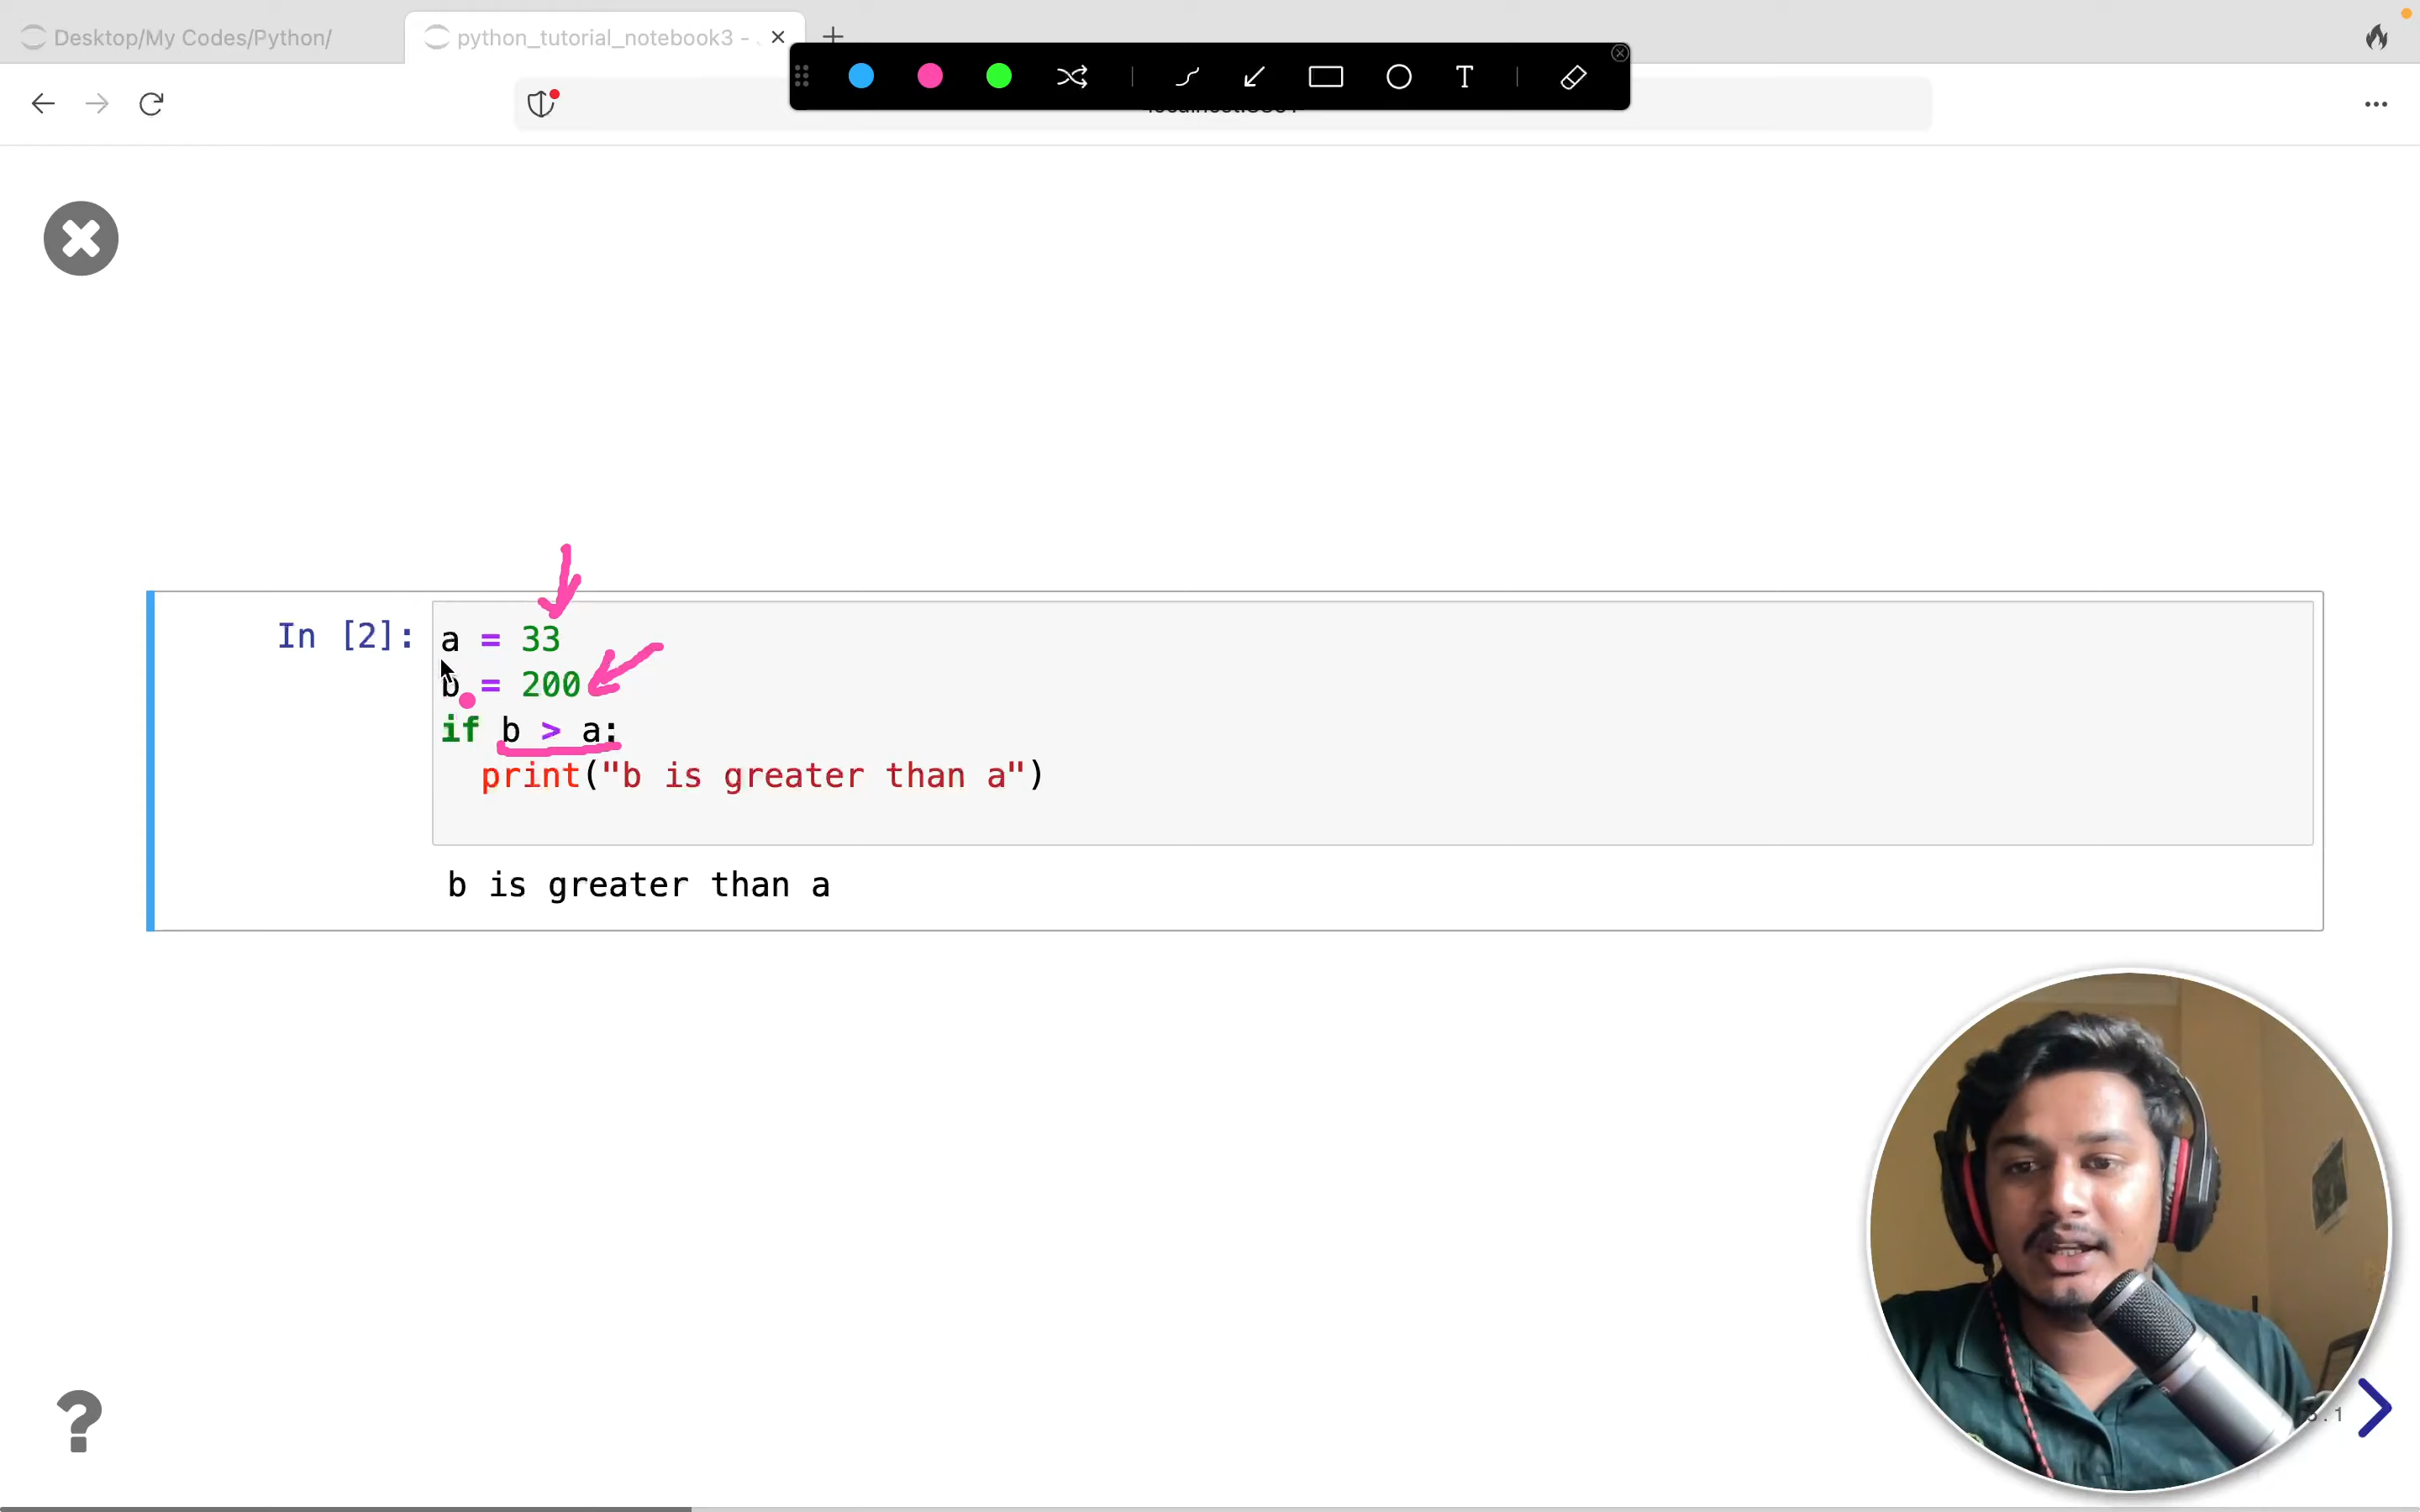 Desktop/My Codes/Python/
python_tutorial_notebook3 -
T
In [2]:
a = 33
b = 200
if b > a:
print("b is greater than a")
b is greater than a
?